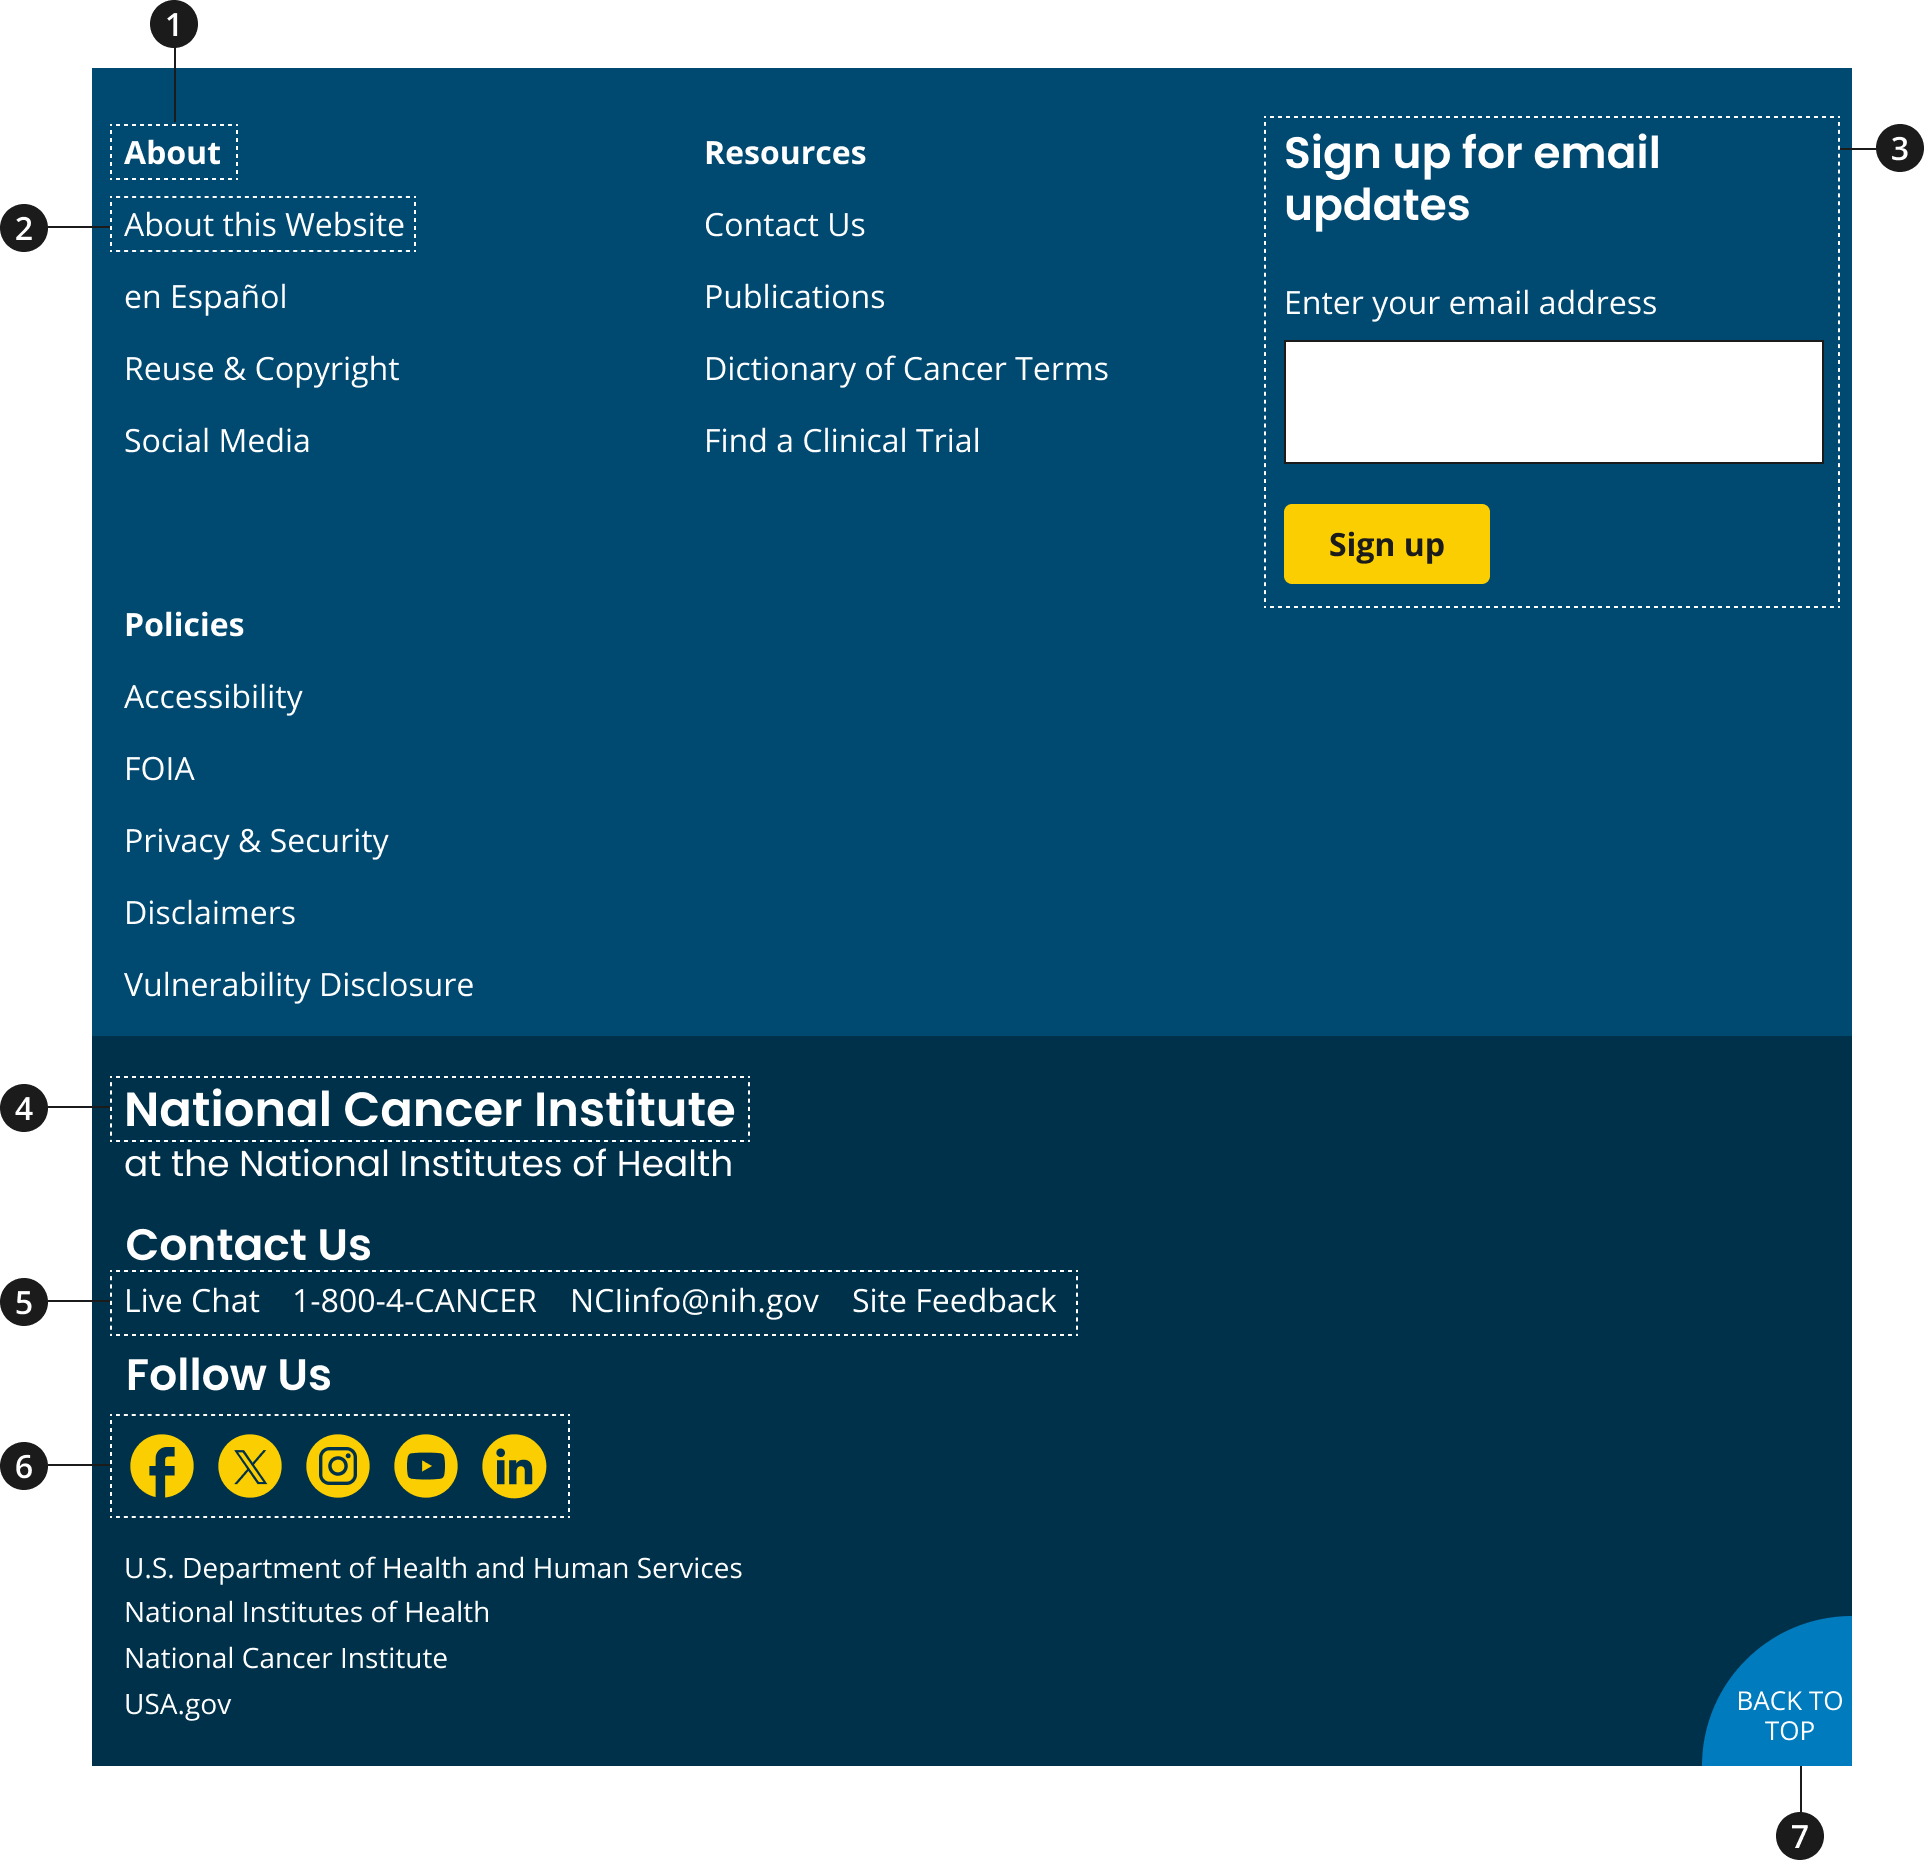 1
About
2
About this Website
en Español
Reuse & Copyright
Social Media
Resources
Contact Us
Publications
Dictionary of Cancer Terms
Find a Clinical Trial
3
Sign up for email
updates
Enter your email address
Sign up
Policies
Accessibility
FOIA
Privacy & Security
Disclaimers
Vulnerability Disclosure
4
National Cancer Institute
at the National Institutes of Health
Contact Us
5
Live Chat 1-800-4-CANCER NCIinfo@nih.gov Site Feedback
Follow Us
6
U.S. Department of Health and Human Services
National Institutes of Health
National Cancer Institute
USA.gov
BACK TO
TOP
7